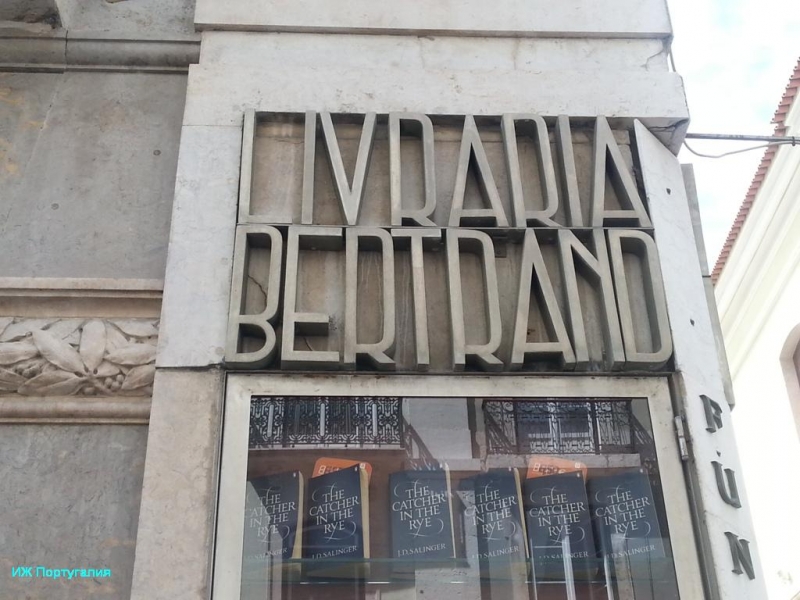 LIVRARIA
BERTRAND
FUN
THE
CATCHER
IN THE
RYE
J.D. SALINGER
THE
CATCHER
IN THE
RYE
J.D. SALINGER
THE
CATCHER
IN THE
RYE
J.D. SALINGER
THE
CATCHER
IN THE
RYE
J.D. SALINGER
THE
CATCHER
IN THE
RYE
J.D. SALINGER
THE
CATCHER
IN THE
RYE
J.D. SALINGER
ИЖ Португалия